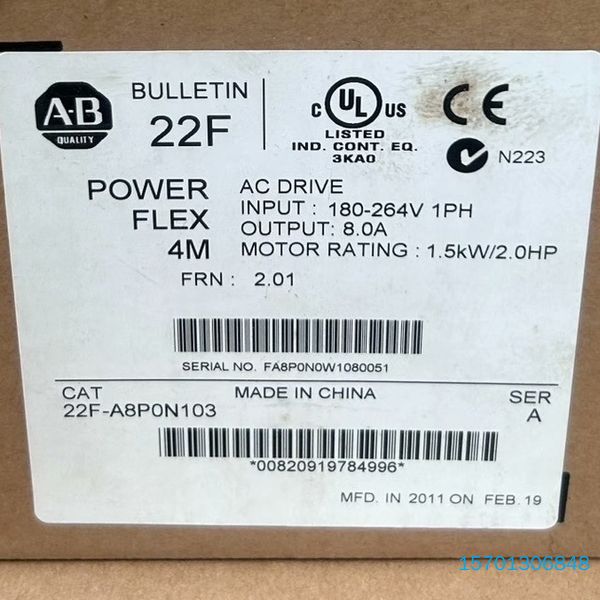 A-B
QUALITY
BULLETIN
22F
C UL US
LISTED
IND. CONT. EQ.
3KA0
CE
N223
POWER
FLEX
4M
AC DRIVE
INPUT : 180-264V 1PH
OUTPUT: 8.0A
MOTOR RATING : 1.5kW/2.0HP
FRN : 2.01
SERIAL NO. FA8P0N0W1080051
CAT
22F-A8P0N103
MADE IN CHINA
SER
A
*00820919784996*
MFD. IN 2011 ON FEB. 19
15701306848